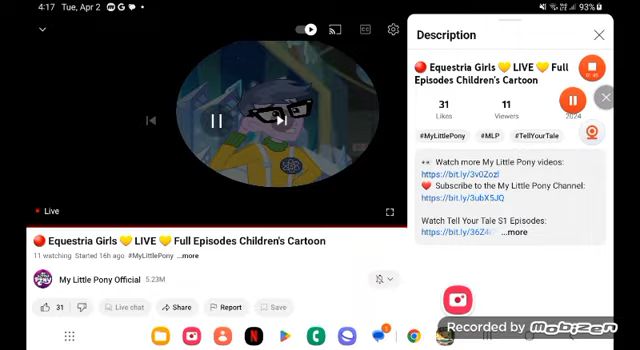 4:17 Tue, Apr 2
93%
Live
🔴 Equestria Girls 💛 LIVE 💛 Full Episodes Children's Cartoon
11 watching Started 16h ago #MyLittlePony ...more
My Little Pony Official 5.23M
31
Live chat
Share
Report
Save
Description
🔴 Equestria Girls 💛 LIVE 💛 Full
Episodes Children's Cartoon
31
11
2024
Likes
Viewers
#MyLittlePony
#MLP
#TellYourTale
👀 Watch more My Little Pony videos:
https://bit.ly/3v0Zozl
❤️ Subscribe to the My Little Pony Channel:
https://bit.ly/3ubX5JQ
Watch Tell Your Tale S1 Episodes:
...more
Recorded by Mobizen